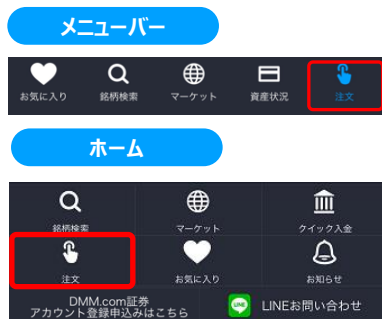 メニューバー
お気に入り 銘柄検索 マーケット 資産状況 注文
ホーム
銘柄検索 マーケット クイック入金
注文 お気に入り お知らせ
DMM.com証券
アカウント登録申込みはこちら
LINE LINEお問い合わせ